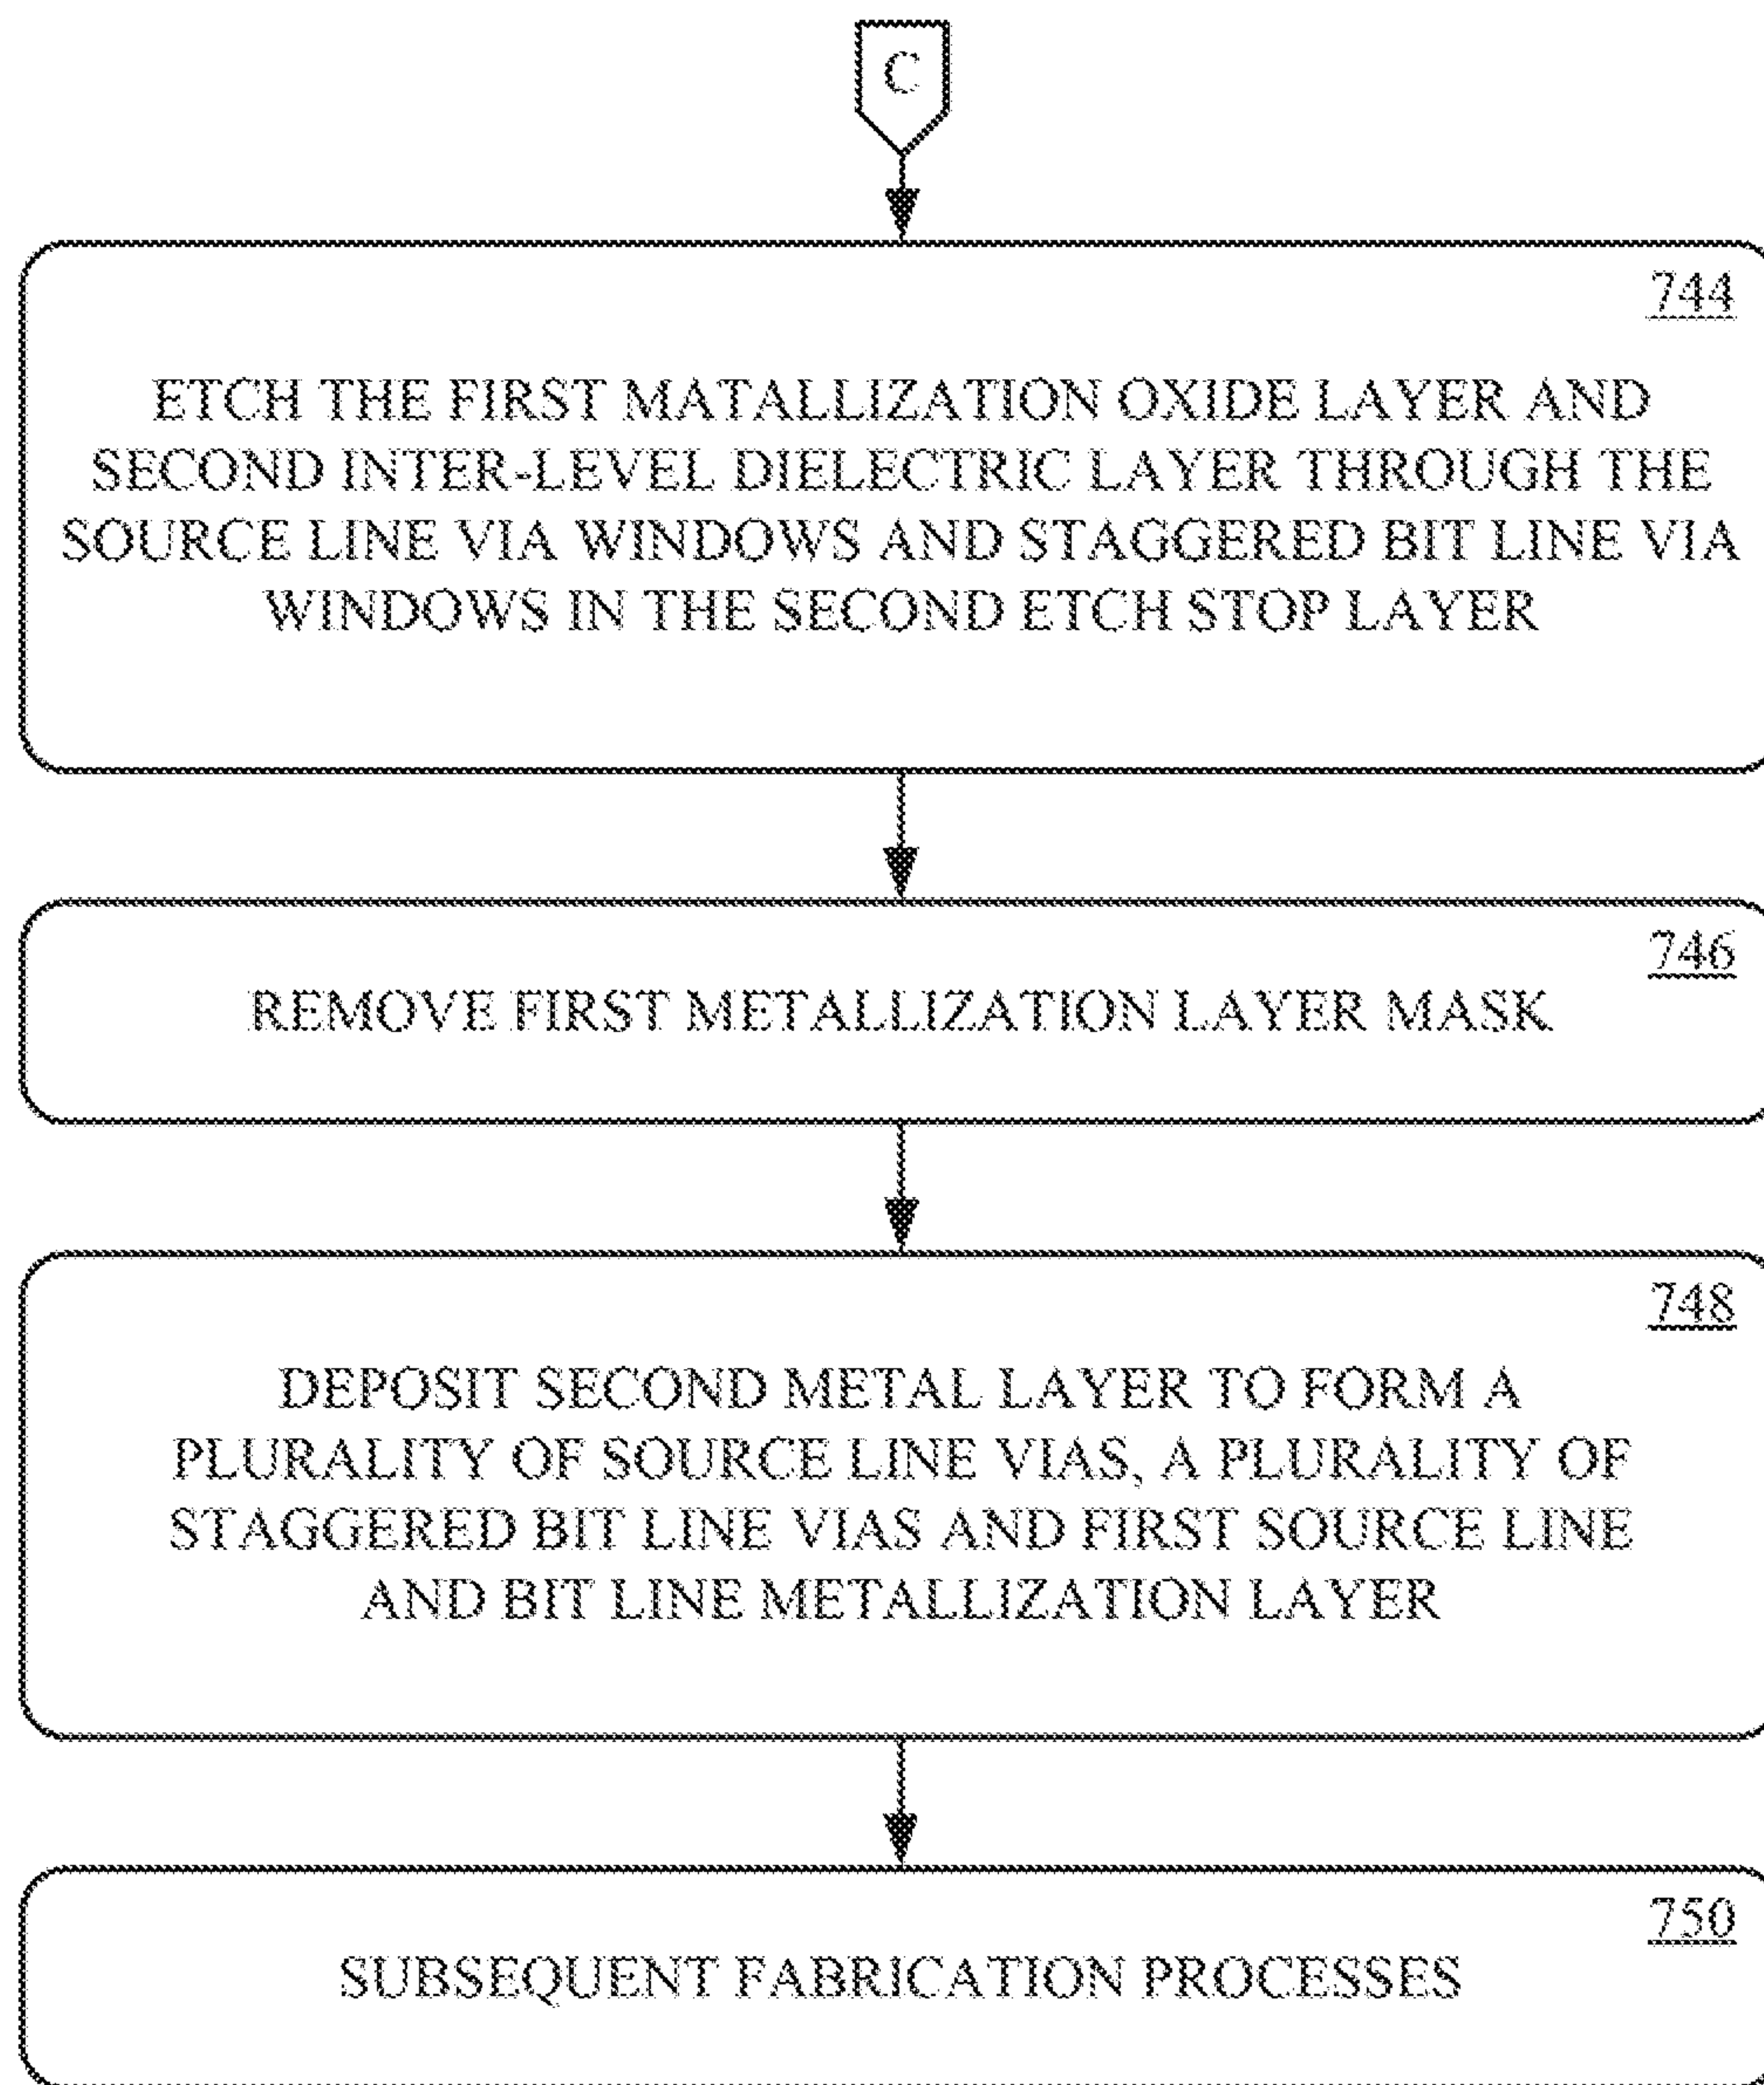 C
744
ETCH THE FIRST MATALLIZATION OXIDE LAYER AND
SECOND INTER-LEVEL DIELECTRIC LAYER THROUGH THE
SOURCE LINE VIA WINDOWS AND STAGGERED BIT LINE VIA
WINDOWS IN THE SECOND ETCH STOP LAYER
746
REMOVE FIRST METALLIZATION LAYER MASK
748
DEPOSIT SECOND METAL LAYER TO FORM A
PLURALITY OF SOURCE LINE VIAS, A PLURALITY OF
STAGGERED BIT LINE VIAS AND FIRST SOURCE LINE
AND BIT LINE METALLIZATION LAYER
750
SUBSEQUENT FABRICATION PROCESSES